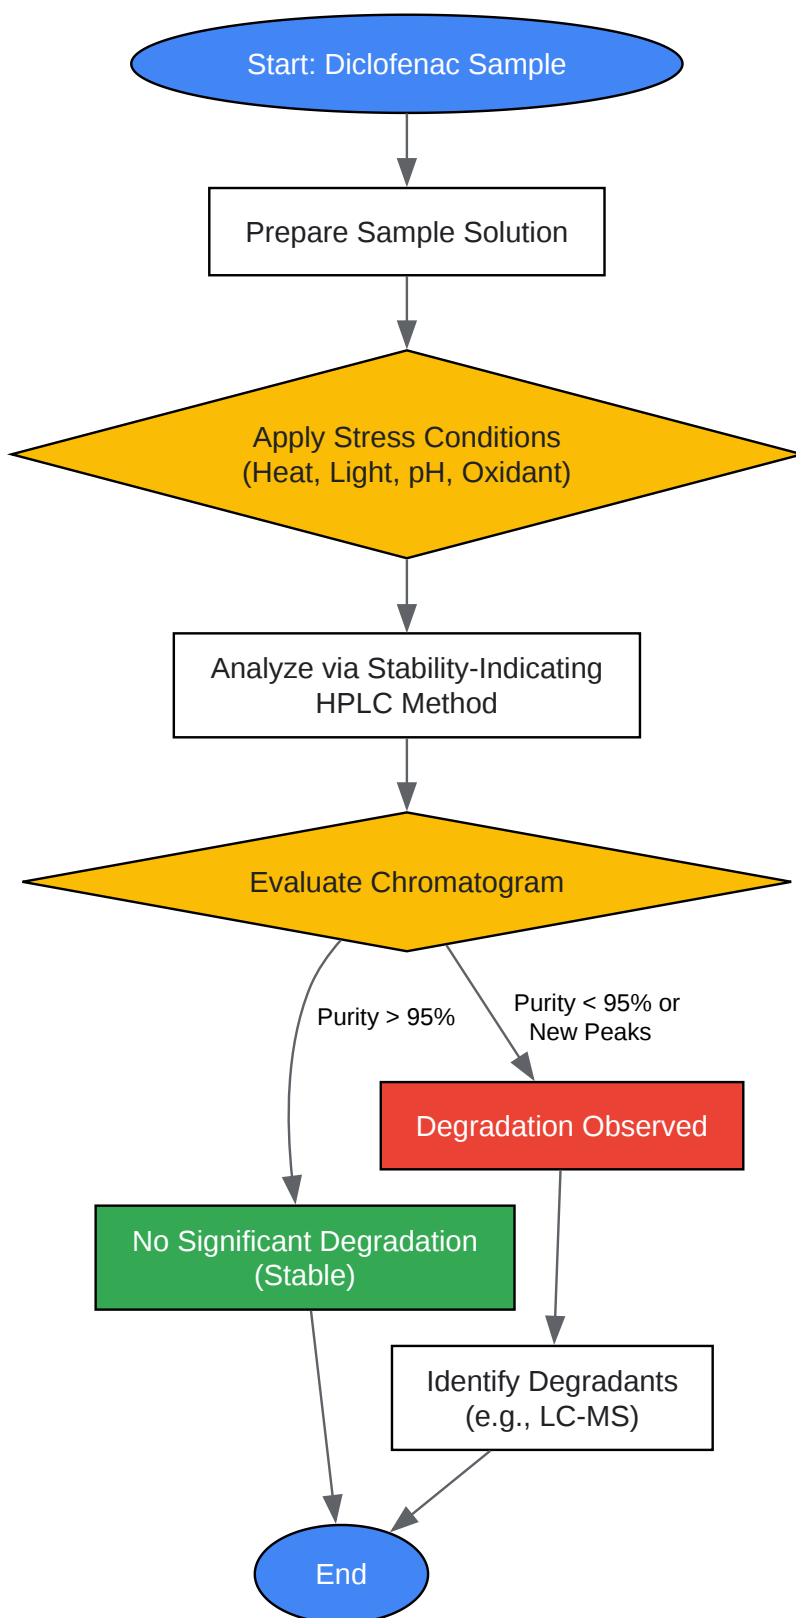 Start: Diclofenac Sample
Prepare Sample Solution
Apply Stress Conditions
(Heat, Light, pH, Oxidant)
Analyze via Stability-Indicating
HPLC Method
Evaluate Chromatogram
Purity > 95%
Purity < 95% or
New Peaks
Degradation Observed
No Significant Degradation
(Stable)
Identify Degradants
(e.g., LC-MS)
End